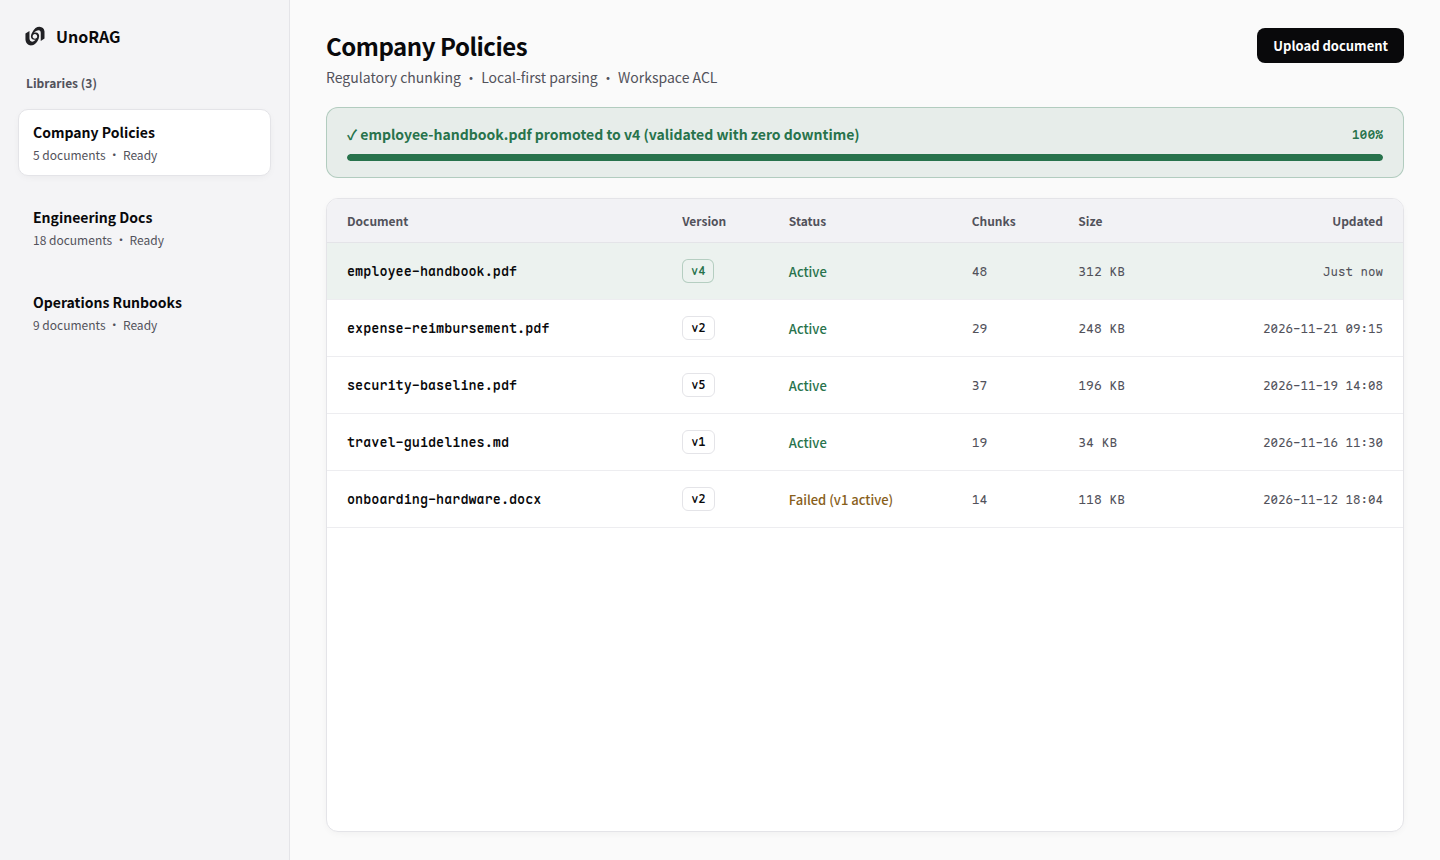 UnoRAG
Libraries (3)
Company Policies
5 documents • Ready
Engineering Docs
18 documents • Ready
Operations Runbooks
9 documents • Ready
Company Policies
Regulatory chunking • Local-first parsing • Workspace ACL
Upload document
✓ employee-handbook.pdf promoted to v4 (validated with zero downtime) 100%
Document Version Status Chunks Size Updated
employee-handbook.pdf v4 Active 48 312 KB Just now
expense-reimbursement.pdf v2 Active 29 248 KB 2026-11-21 09:15
security-baseline.pdf v5 Active 37 196 KB 2026-11-19 14:08
travel-guidelines.md v1 Active 19 34 KB 2026-11-16 11:30
onboarding-hardware.docx v2 Failed (v1 active) 14 118 KB 2026-11-12 18:04